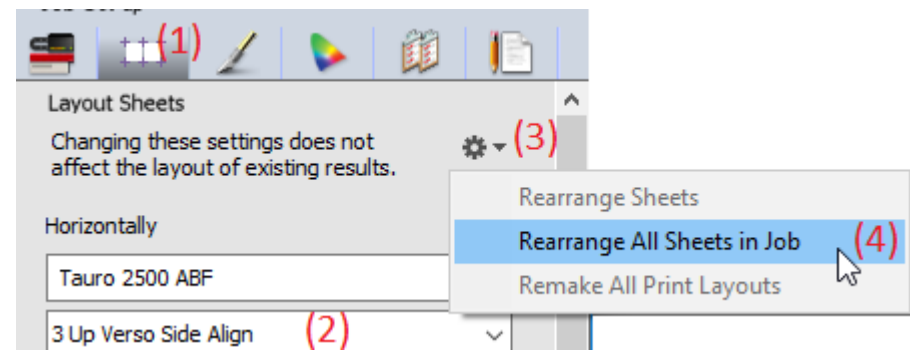 (1)
Layout Sheets
Changing these settings does not
affect the layout of existing results.
(3)
Rearrange Sheets
Horizontally
Rearrange All Sheets in Job (4)
Tauro 2500 ABF
Remake All Print Layouts
3 Up Verso Side Align (2)